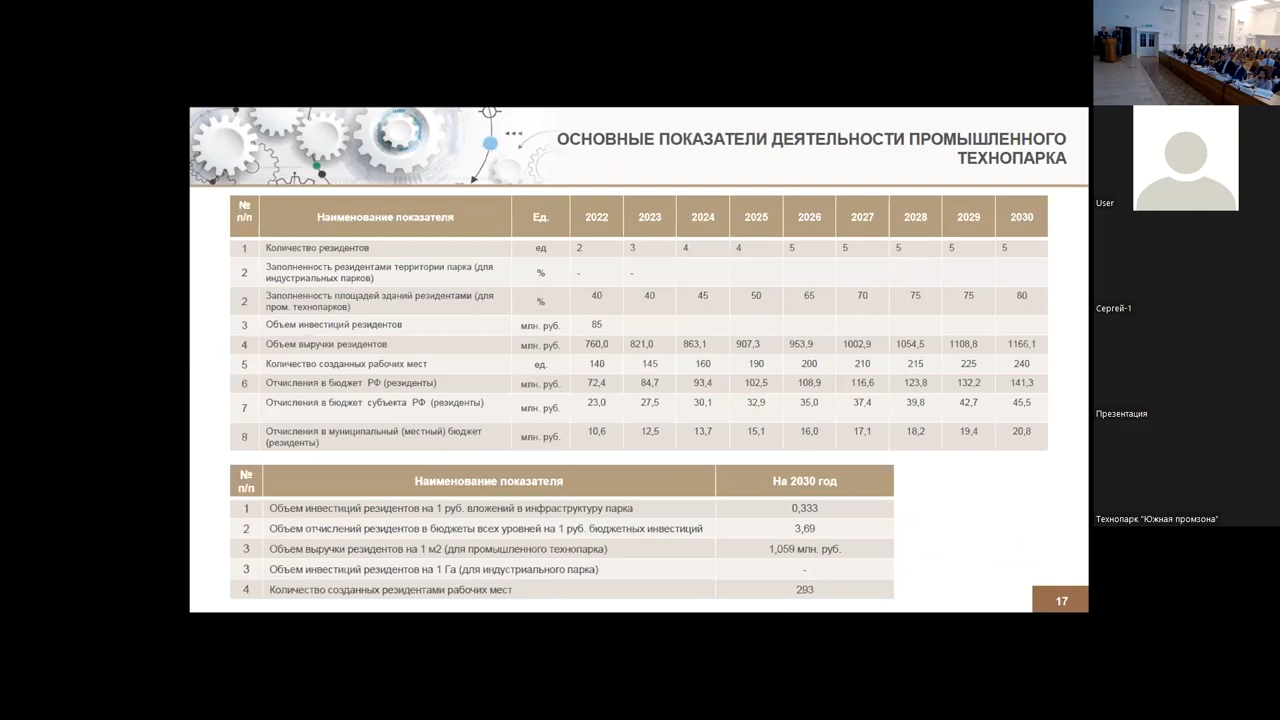 ОСНОВНЫЕ ПОКАЗАТЕЛИ ДЕЯТЕЛЬНОСТИ ПРОМЫШЛЕННОГО
ТЕХНОПАРКА
№ п/п Наименование показателя Ед. 2022 2023 2024 2025 2026 2027 2028 2029 2030
1 Количество резидентов ед 2 3 4 4 5 5 5 5 5
2 Заполненность резидентами территории парка (для
индустриальных парков) % - -
2 Заполненность площадей зданий резидентами (для
пром. технопарков) % 40 40 45 50 65 70 75 75 80
3 Объем инвестиций резидентов млн. руб. 85
4 Объем выручки резидентов млн. руб. 760,0 821,0 863,1 907,3 953,9 1002,9 1054,5 1108,8 1166,1
5 Количество созданных рабочих мест ед. 140 145 160 190 200 210 215 225 240
6 Отчисления в бюджет РФ (резиденты) млн. руб. 72,4 84,7 93,4 102,5 108,9 116,6 123,8 132,2 141,3
7 Отчисления в бюджет субъекта РФ (резиденты) млн. руб. 23,0 27,5 30,1 32,9 35,0 37,4 39,8 42,7 45,5
8 Отчисления в муниципальный (местный) бюджет
(резиденты) млн. руб. 10,6 12,5 13,7 15,1 16,0 17,1 18,2 19,4 20,8
№ п/п Наименование показателя На 2030 год
1 Объем инвестиций резидентов на 1 руб. вложений в инфраструктуру парка 0,333
2 Объем отчислений резидентов в бюджеты всех уровней на 1 руб. бюджетных инвестиций 3,69
3 Объем выручки резидентов на 1 м2 (для промышленного технопарка) 1,059 млн. руб.
3 Объем инвестиций резидентов на 1 Га (для индустриального парка) -
4 Количество созданных резидентами рабочих мест 293
17
User
Сергей-1
Презентация
Технопарк "Южная промзона"